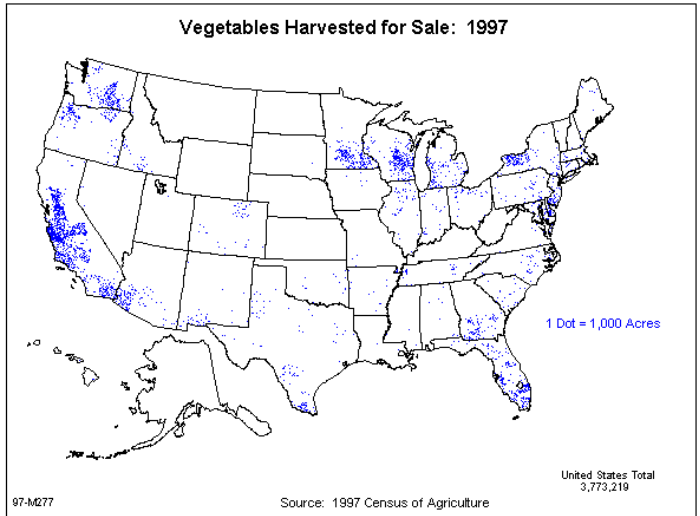 Vegetables Harvested for Sale: 1997
1 Dot = 1,000 Acres
United States Total
3,773,219
97-M277
Source: 1997 Census of Agriculture